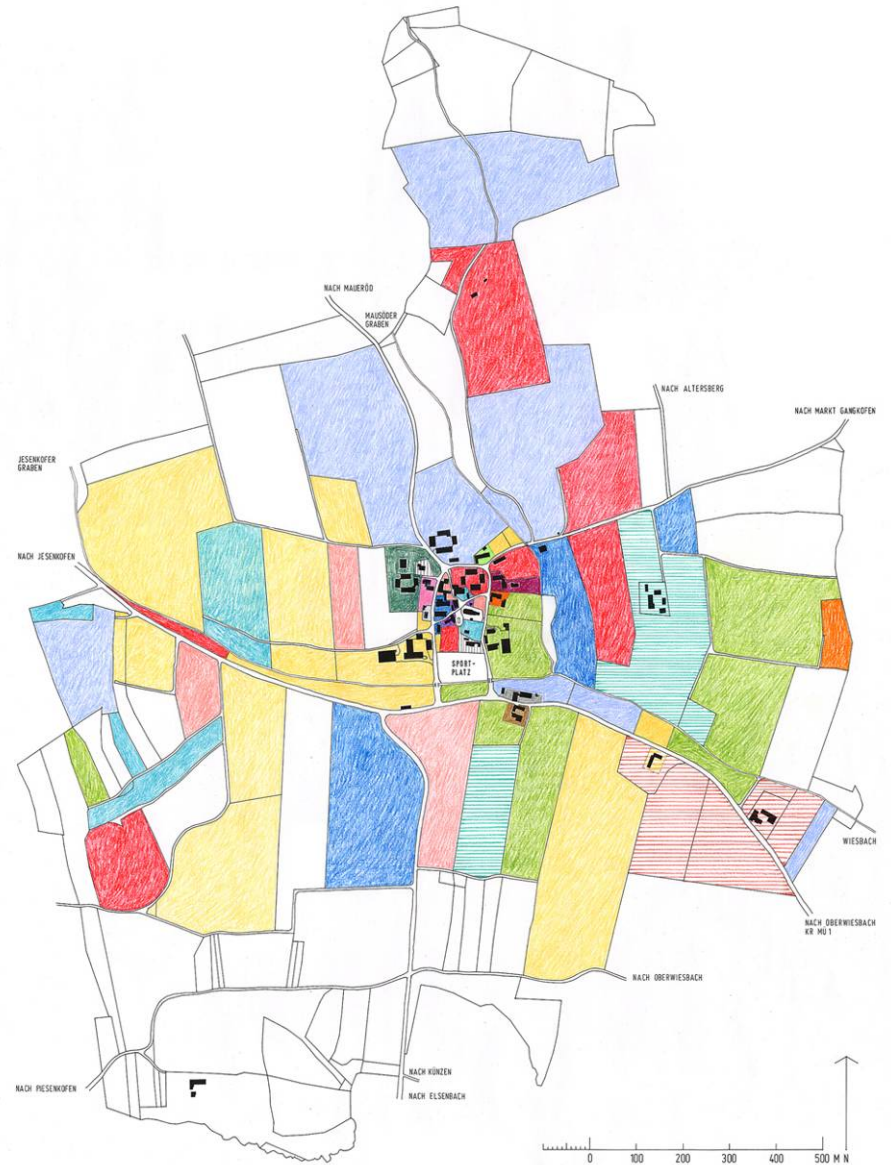 NACH MAUERÖD
MAUSÖDER
GRABEN
NACH ALTERSBERG
NACH MARKT GANGKOFEN
JESENKOFER
GRABEN
NACH JESENKOFEN
SPORT-
PLATZ
WIESBACH
NACH OBERWIESBACH
KR MÜ 1
NACH OBERWIESBACH
NACH KÜNZEN
NACH PIESENKOFEN
NACH ELSENBACH
0 100 200 300 400 500 M N